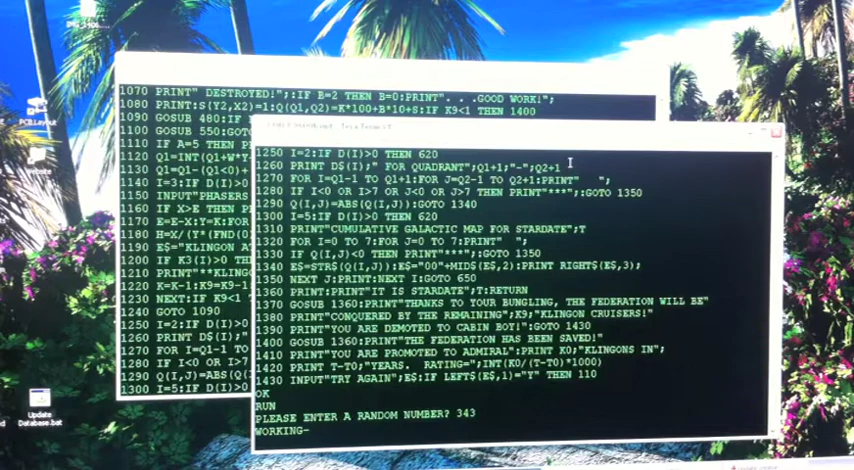 1070 PRINT" DESTROYED!";:IF B=2 THEN B=0:PRINT". . .GOOD WORK!";
1080 PRINT:S(Y2,X2)=1:Q(Q1,Q2)=K*100+B*10+S:IF K9<1 THEN 1400
1090 GOSUB 480:
1100 GOSUB 550:GOTO
1110 IF A=5 THEN P
1120 Q1=INT(Q1+W*Y
1130 Q1=Q1-(Q1<0)+
1140 I=3:IF D(I)>0
1150 INPUT"PHASERS
1160 IF X>E THEN P
1170 E=E-X:Y=K:FOR
1180 H=X/(Y*(FND(0
1190 E$="KLINGON A
1200 IF K3(I)>0 THE
1210 PRINT"**KLING
1220 K=K-1:K9=K9-1
1230 NEXT:IF K9<1
1240 GOTO 1090
1250 I=2:IF D(I)>0
1260 PRINT D$(I);"
1270 FOR I=Q1-1 TO
1280 IF I<0 OR I>7
1290 Q(I,J)=ABS(Q(
1300 I=5:IF D(I)>0
1250 I=2:IF D(I)>0 THEN 620
1260 PRINT D$(I);" FOR QUADRANT";Q1+1;"-";Q2+1
1270 FOR I=Q1-1 TO Q1+1:FOR J=Q2-1 TO Q2+1:PRINT"  ";
1280 IF I<0 OR I>7 OR J<0 OR J>7 THEN PRINT"***";:GOTO 1350
1290 Q(I,J)=ABS(Q(I,J)):GOTO 1340
1300 I=5:IF D(I)>0 THEN 620
1310 PRINT"CUMULATIVE GALACTIC MAP FOR STARDATE";T
1320 FOR I=0 TO 7:FOR J=0 TO 7:PRINT"  ";
1330 IF Q(I,J)<0 THEN PRINT"***";:GOTO 1350
1340 E$=STR$(Q(I,J)):E$="00"+MID$(E$,2):PRINT RIGHT$(E$,3);
1350 NEXT J:PRINT:NEXT I:GOTO 650
1360 PRINT:PRINT"IT IS STARDATE";T:RETURN
1370 GOSUB 1360:PRINT"THANKS TO YOUR BUNGLING, THE FEDERATION WILL BE"
1380 PRINT"CONQUERED BY THE REMAINING";K9;"KLINGON CRUISERS!"
1390 PRINT"YOU ARE DEMOTED TO CABIN BOY!":GOTO 1430
1400 GOSUB 1360:PRINT"THE FEDERATION HAS BEEN SAVED!"
1410 PRINT"YOU ARE PROMOTED TO ADMIRAL":PRINT K0;"KLINGONS IN";
1420 PRINT T-T0;"YEARS.  RATING=";INT(K0/(T-T0)*1000)
1430 INPUT"TRY AGAIN";E$:IF LEFT$(E$,1)="Y" THEN 110
OK
RUN
PLEASE ENTER A RANDOM NUMBER? 343
WORKING-
PCBLayout
Update
Database.bat